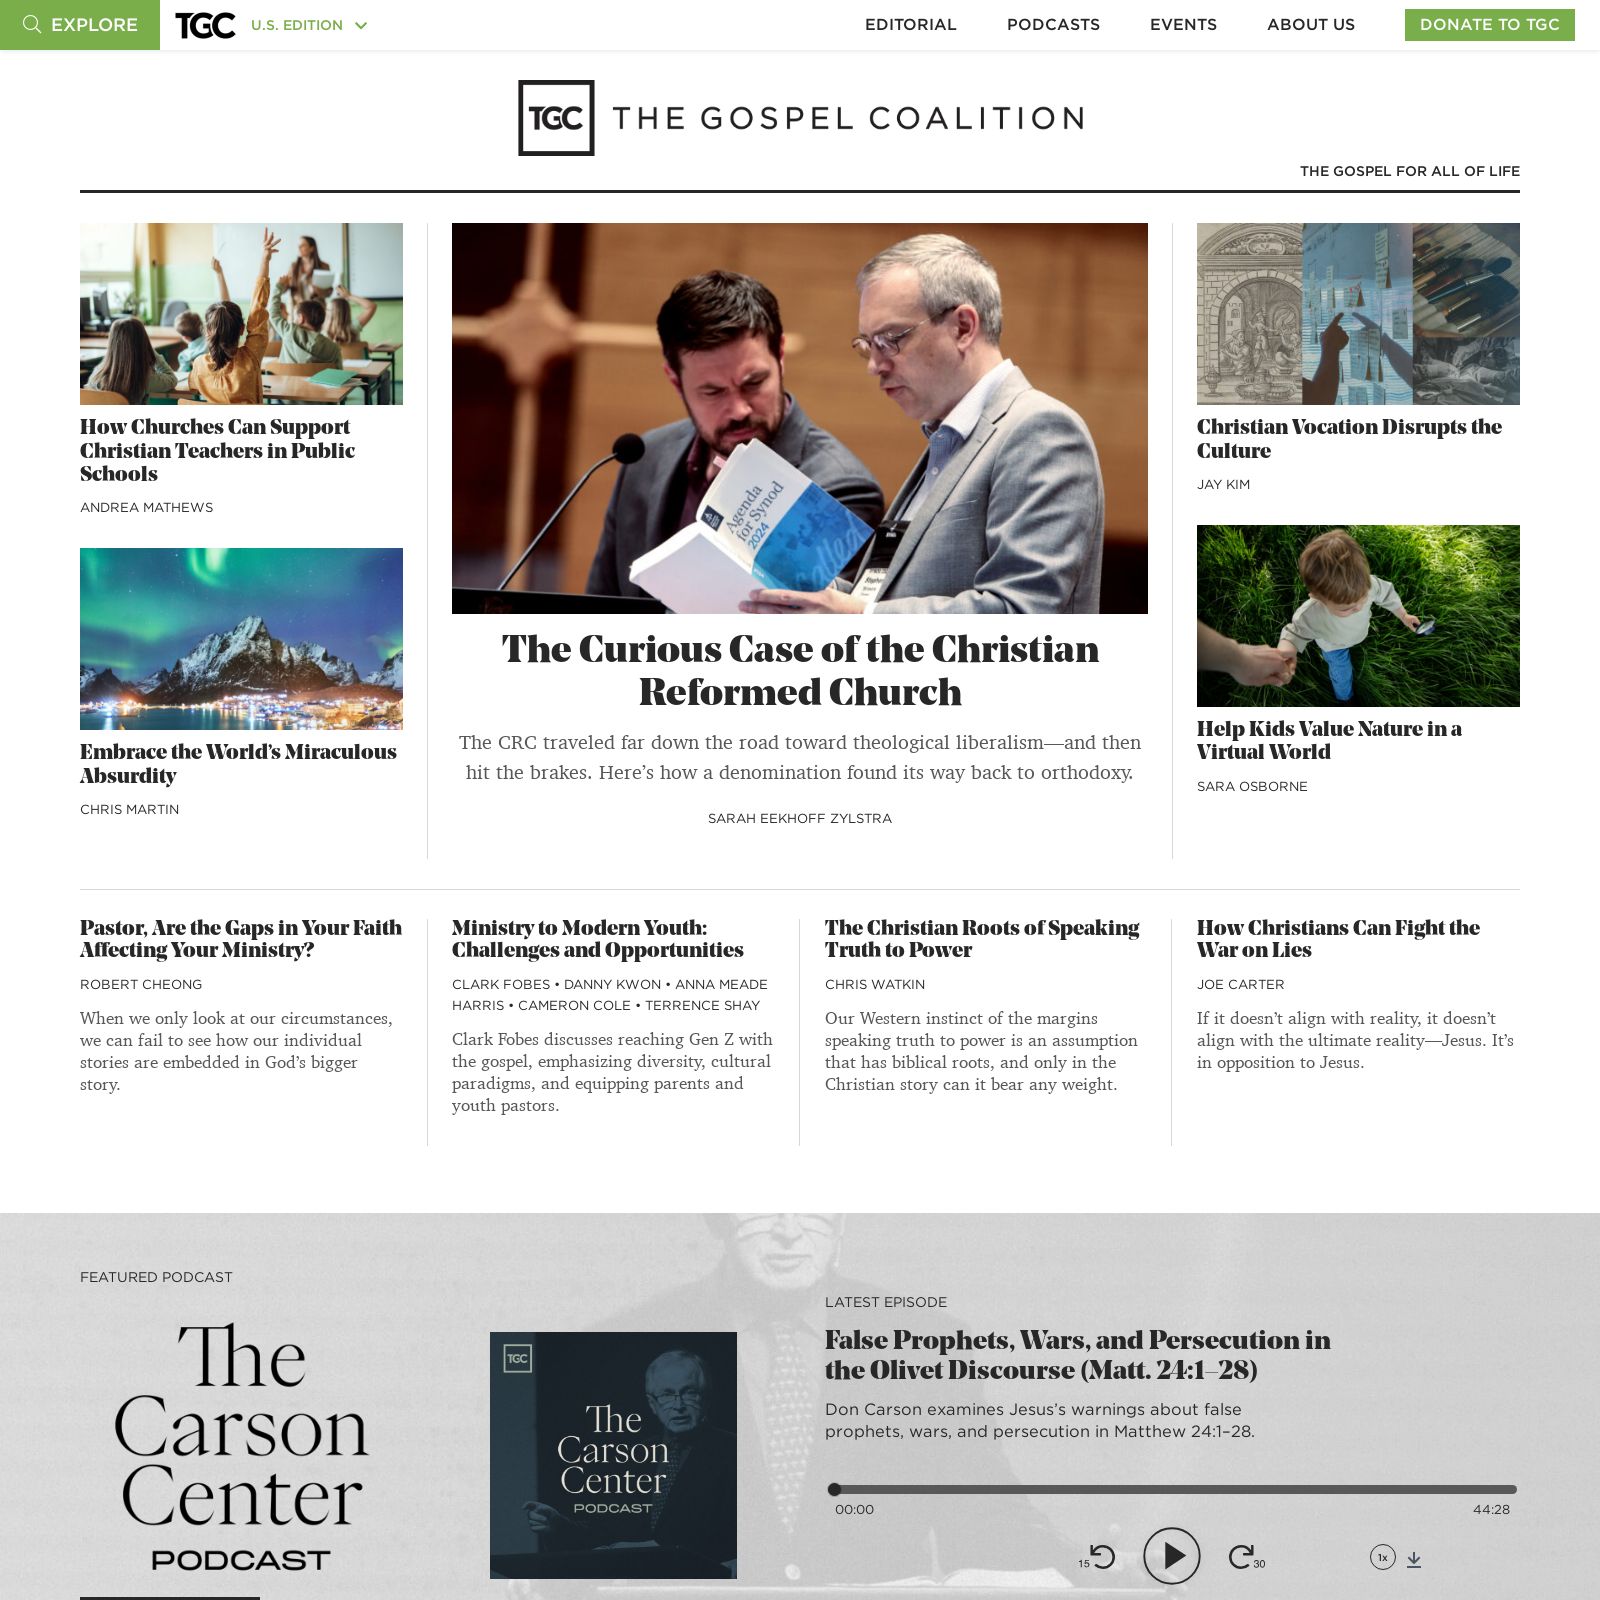 EXPLORE
TGC
U.S. EDITION
EDITORIAL
PODCASTS
EVENTS
ABOUT US
DONATE TO TGC
TGC
THE GOSPEL COALITION
THE GOSPEL FOR ALL OF LIFE
How Churches Can Support
Christian Teachers in Public
Schools
ANDREA MATHEWS
Embrace the World’s Miraculous
Absurdity
CHRIS MARTIN
Agenda
for Synod
2024
The Curious Case of the Christian
Reformed Church
The CRC traveled far down the road toward theological liberalism—and then
hit the brakes. Here’s how a denomination found its way back to orthodoxy.
SARAH EEKHOFF ZYLSTRA
Christian Vocation Disrupts the
Culture
JAY KIM
Help Kids Value Nature in a
Virtual World
SARA OSBORNE
Pastor, Are the Gaps in Your Faith
Affecting Your Ministry?
ROBERT CHEONG
When we only look at our circumstances,
we can fail to see how our individual
stories are embedded in God’s bigger
story.
Ministry to Modern Youth:
Challenges and Opportunities
CLARK FOBES • DANNY KWON • ANNA MEADE
HARRIS • CAMERON COLE • TERRENCE SHAY
Clark Fobes discusses reaching Gen Z with
the gospel, emphasizing diversity, cultural
paradigms, and equipping parents and
youth pastors.
The Christian Roots of Speaking
Truth to Power
CHRIS WATKIN
Our Western instinct of the margins
speaking truth to power is an assumption
that has biblical roots, and only in the
Christian story can it bear any weight.
How Christians Can Fight the
War on Lies
JOE CARTER
If it doesn’t align with reality, it doesn’t
align with the ultimate reality—Jesus. It’s
in opposition to Jesus.
FEATURED PODCAST
The
Carson
Center
PODCAST
TGC
The
Carson
Center
PODCAST
LATEST EPISODE
False Prophets, Wars, and Persecution in
the Olivet Discourse (Matt. 24:1–28)
Don Carson examines Jesus’s warnings about false
prophets, wars, and persecution in Matthew 24:1–28.
00:00
44:28
15
30
1x